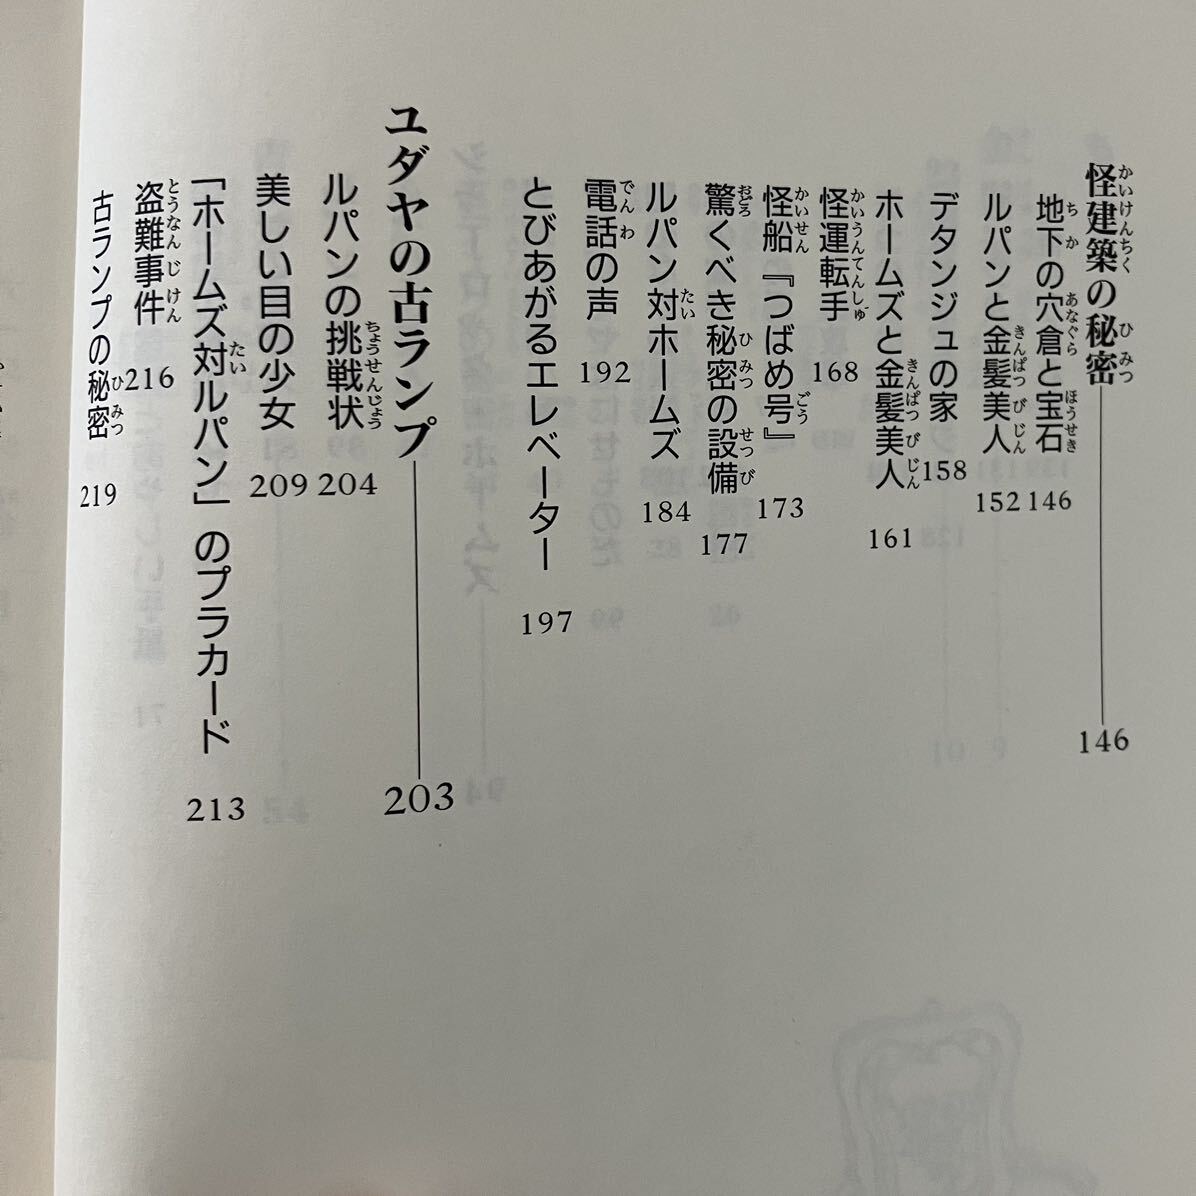 怪建築の秘密 146
地下の穴倉と宝石 146
ルパンと金髪美人 152
デタンジュの家 158
ホームズと金髪美人 161
怪運転手 168
怪船『つばめ号』 173
驚くべき秘密の設備 177
ルパン対ホームズ 184
電話の声 192
とびあがるエレベーター 197
ユダヤの古ランプ 203
ルパンの挑戦状 204
美しい目の少女 209
「ホームズ対ルパン」のプラカード 213
盗難事件 216
古ランプの秘密 219